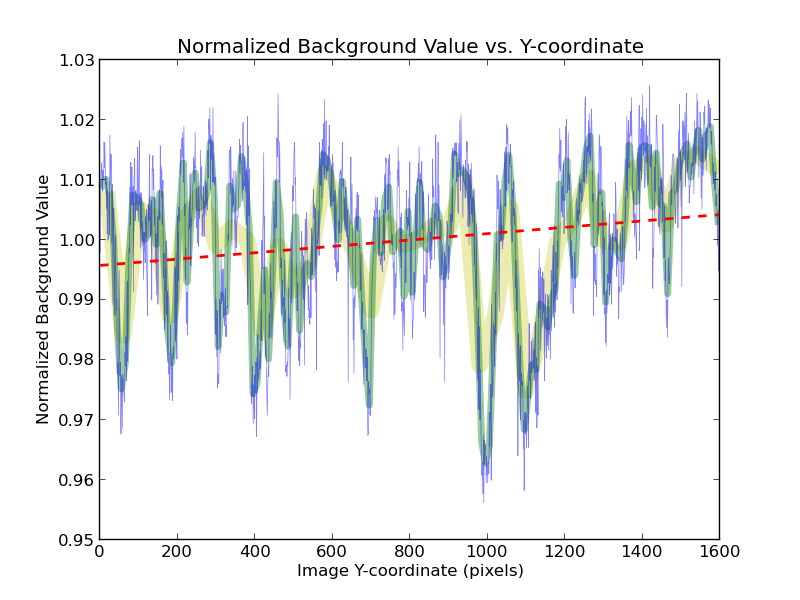 Normalized Background Value vs. Y-coordinate
1.03
1.02
1.01
1.00
0.99
0.98
0.97
0.96
0.95
Normalized Background Value
0 200 400 600 800 1000 1200 1400 1600
Image Y-coordinate (pixels)